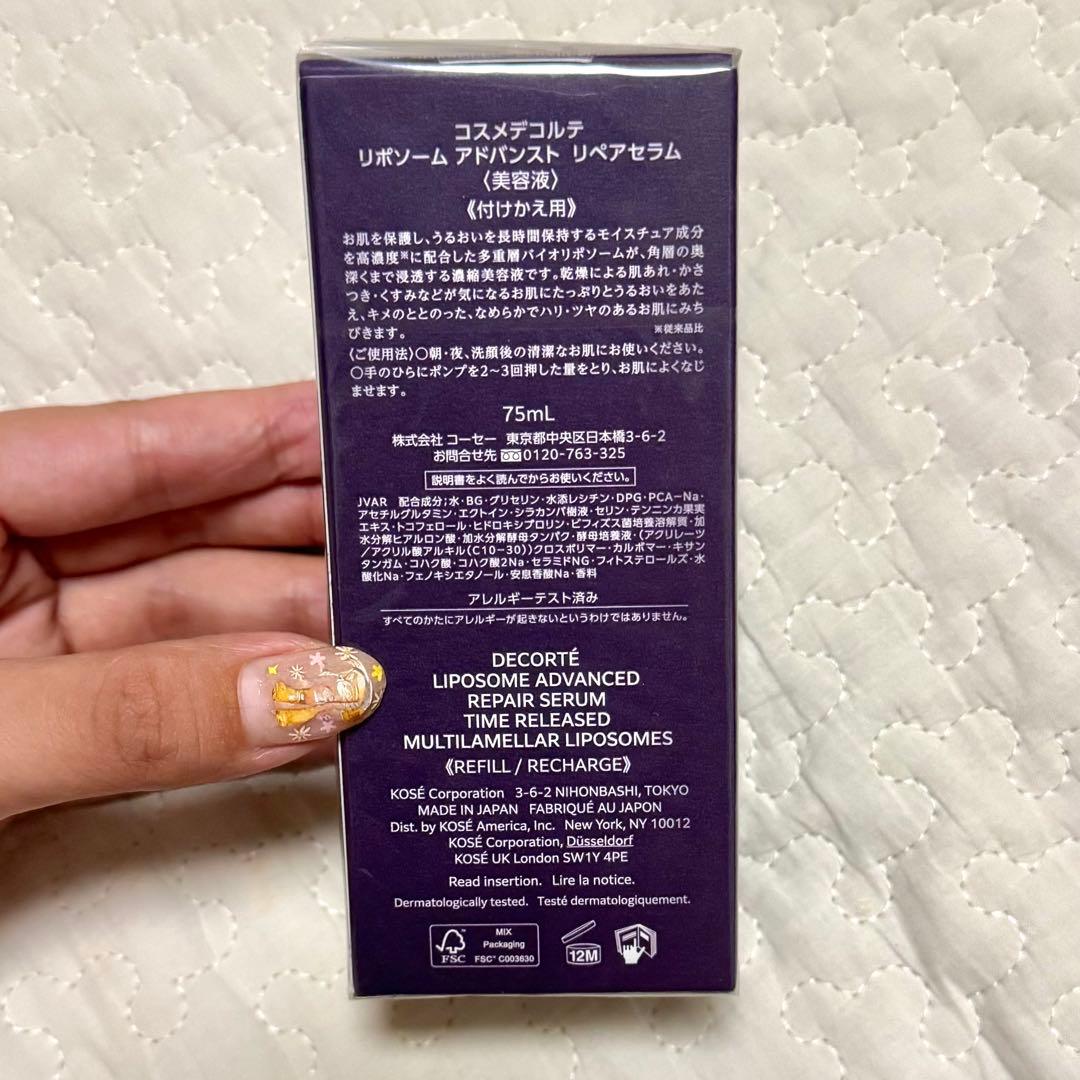 コスメデコルテ
リポソーム アドバンスト リペアセラム
〈美容液〉
《付けかえ用》
お肌を保護し、うるおいを長時間保持するモイスチュア成分
を高濃度※に配合した多重層バイオリポソームが、角層の奥
深くまで浸透する濃縮美容液です。乾燥による肌あれ・かさ
つき・くすみなどが気になるお肌にたっぷりとうるおいをあた
え、キメのととのった、なめらかでハリ・ツヤのあるお肌にみち
びきます。 ※従来品比
〈ご使用法〉〇朝・夜、洗顔後の清潔なお肌にお使いください。
〇手のひらにポンプを2～3回押した量をとり、お肌によくなじ
ませます。
75mL
株式会社 コーセー 東京都中央区日本橋3-6-2
お問合せ先 0120-763-325
説明書をよく読んでからお使いください。
JVAR 配合成分；水・BG・グリセリン・水添レシチン・DPG・PCA－Na・
アセチルグルタミン・エクトイン・シラカンバ樹液・セリン・テンニンカ果実
エキス・トコフェロール・ヒドロキシプロリン・ビフィズス菌培養溶解質・加
水分解ヒアルロン酸・加水分解酵母タンパク・酵母培養液・（アクリレーツ
／アクリル酸アルキル（C10-30））クロスポリマー・カルボマー・キサン
タンガム・コハク酸・コハク酸2Na・セラミドNG・フィトステロールズ・水
酸化Na・フェノキシエタノール・安息香酸Na・香料
アレルギーテスト済み
すべてのかたにアレルギーが起きないというわけではありません。
DECORTÉ
LIPOSOME ADVANCED
REPAIR SERUM
TIME RELEASED
MULTILAMELLAR LIPOSOMES
《REFILL / RECHARGE》
KOSÉ Corporation 3-6-2 NIHONBASHI, TOKYO
MADE IN JAPAN FABRIQUÉ AU JAPON
Dist. by KOSÉ America, Inc. New York, NY 10012
KOSÉ Corporation, Düsseldorf
KOSÉ UK London SW1Y 4PE
Read insertion. Lire la notice.
Dermatologically tested. Testé dermatologiquement.
FSC
MIX
Packaging
FSC™ C003630
12M